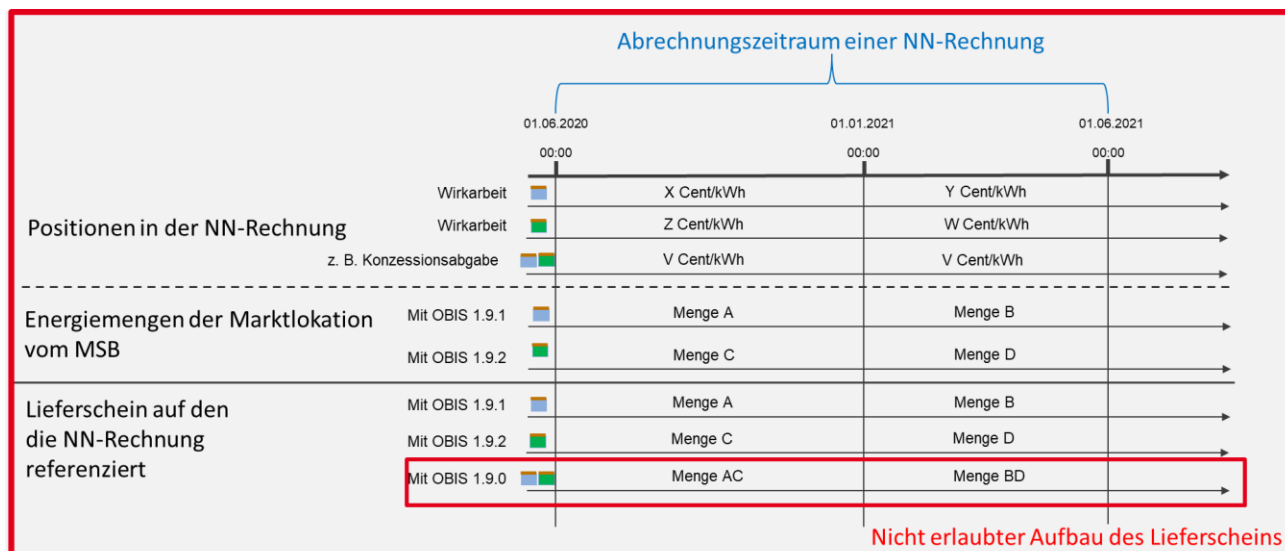 Abrechnungszeitraum einer NN-Rechnung
01.06.2020 01.01.2021 01.06.2021
00:00 00:00 00:00
Wirkarbeit X Cent/kWh Y Cent/kWh
Positionen in der NN-Rechnung
Wirkarbeit Z Cent/kWh W Cent/kWh
z. B. Konzessionsabgabe V Cent/kWh V Cent/kWh
Energiemengen der Marktlokation
vom MSB
Mit OBIS 1.9.1 Menge A Menge B
Mit OBIS 1.9.2 Menge C Menge D
Lieferschein auf den
die NN-Rechnung
referenziert
Mit OBIS 1.9.1 Menge A Menge B
Mit OBIS 1.9.2 Menge C Menge D
Mit OBIS 1.9.0 Menge AC Menge BD
Nicht erlaubter Aufbau des Lieferscheins